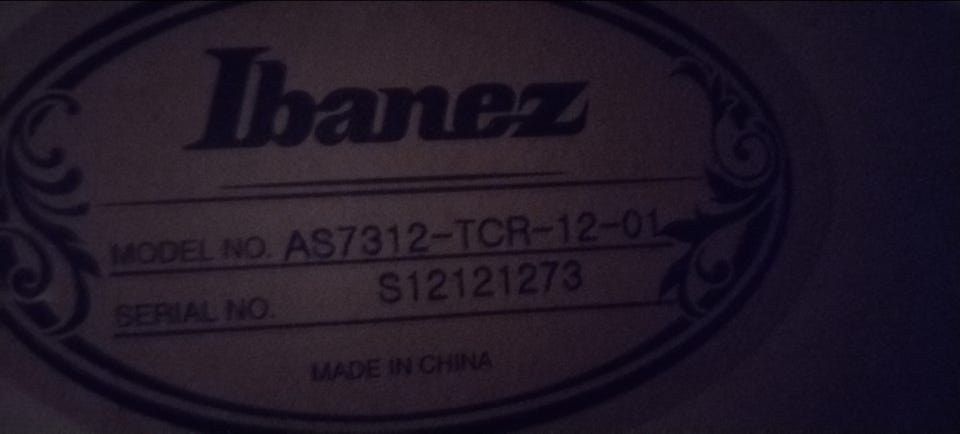 Ibanez
MODEL NO. AS7312-TCR-12-01
SERIAL NO. S12121273
MADE IN CHINA